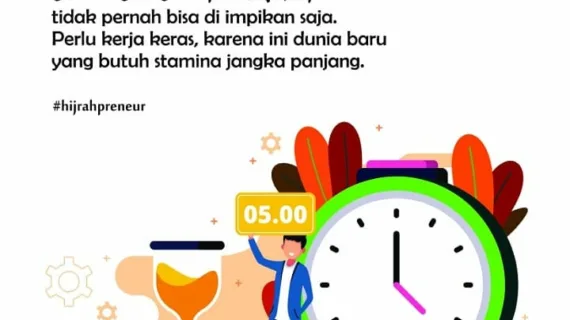 tidak pernah bisa di impikan saja.
Perlu kerja keras, karena ini dunia baru
yang butuh stamina jangka panjang.
#hijrahpreneur
05.00